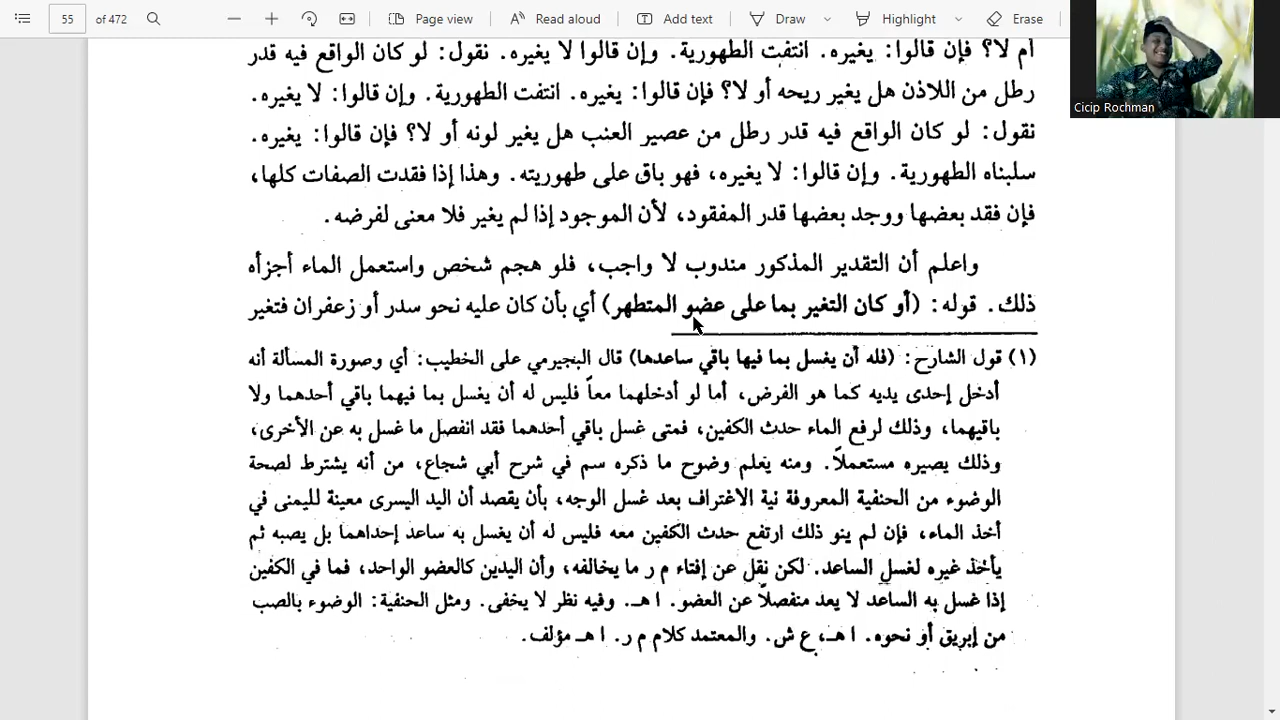 55 of 472 Page view Read aloud Add text Draw Highlight Erase
Cicip Rochman
أم لا؟ فإن قالوا: يغيره. انتفت الطهورية. وإن قالوا لا يغيره. نقول: لو كان الواقع فيه قدر
رطل من اللاذن هل يغير ريحه أو لا؟ فإن قالوا: يغيره. انتفت الطهورية. وإن قالوا: لا يغيره.
نقول: لو كان الواقع فيه قدر رطل من عصير العنب هل يغير لونه أو لا؟ فإن قالوا: يغيره.
سلبناه الطهورية. وإن قالوا: لا يغيره، فهو باق على طهوريته. وهذا إذا فقدت الصفات كلها،
فإن فقد بعضها ووجد بعضها قدر المفقود، لأن الموجود إذا لم يغير فلا معنى لفرضه.
واعلم أن التقدير المذكور مندوب لا واجب، فلو هجم شخص واستعمل الماء أجزأه
ذلك. قوله: (أو كان التغير بما على عضو المتطهر) أي بأن كان عليه نحو سدر أو زعفران فتغير
(١) قول الشارح: (فله أن يغسل بما فيها باقي ساعدها) قال البجيرمي على الخطيب: أي وصورة المسألة أنه
أدخل إحدى يديه كما هو الفرض، أما لو أدخلهما معاً فليس له أن يغسل بما فيهما باقي أحدهما ولا
باقيهما، وذلك لرفع الماء حدث الكفين، فمتى غسل باقي أحدهما فقد انفصل ما غسل به عن الأخرى،
وذلك يصيره مستعملاً. ومنه يعلم وضوح ما ذكره سم في شرح أبي شجاع، من أنه يشترط لصحة
الوضوء من الحنفية المعروفة نية الاغتراف بعد غسل الوجه، بأن يقصد أن اليد اليسرى معينة لليمنى في
أخذ الماء، فإن لم ينو ذلك ارتفع حدث الكفين معه فليس له أن يغسل به ساعد إحداهما بل يصبه ثم
يأخذ غيره لغسل الساعد. لكن نقل عن إفتاء م ر ما يخالفه، وأن اليدين كالعضو الواحد، فما في الكفين
إذا غسل به الساعد لا يعد منفصلاً عن العضو. ا هـ. وفيه نظر لا يخفى. ومثل الحنفية: الوضوء بالصب
من إبريق أو نحوه. ا هـ، ع ش. والمعتمد كلام م ر. ا هـ مؤلف.